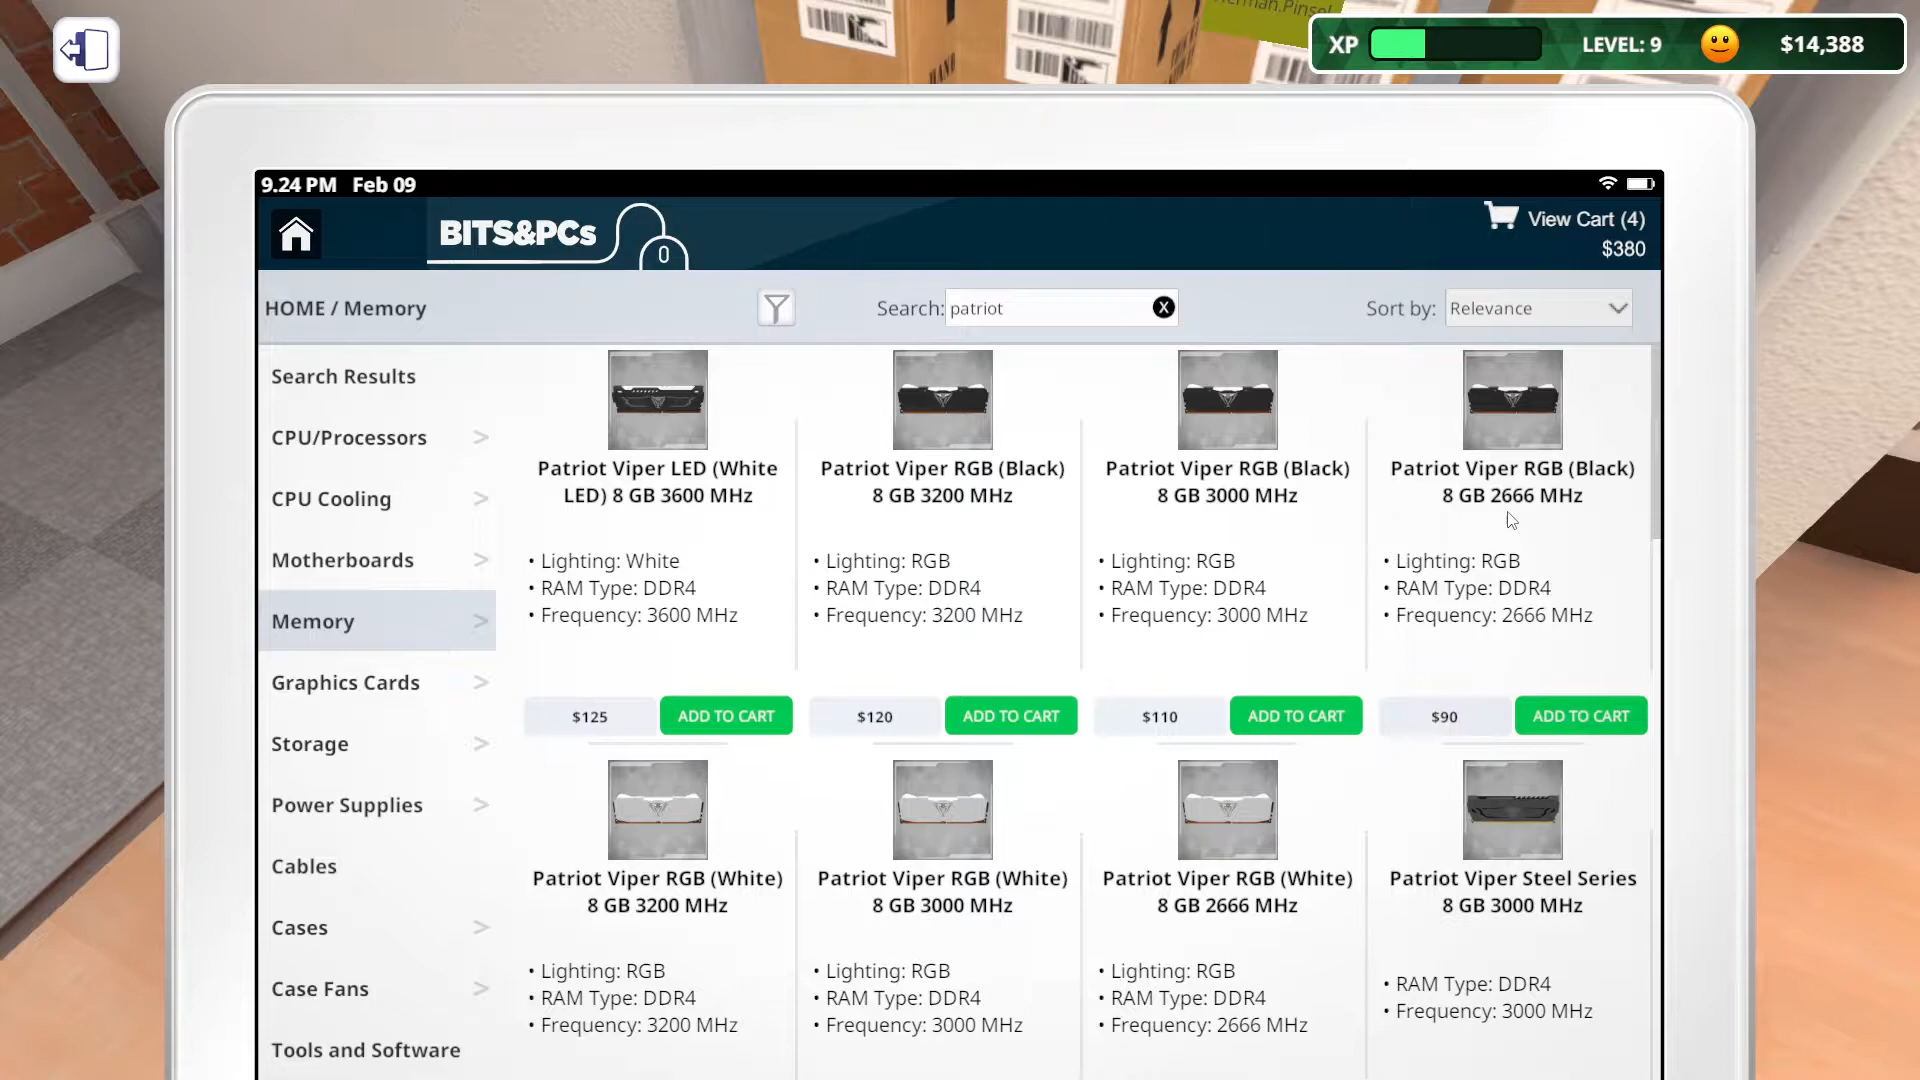 Herman.Pinsel
XP
LEVEL: 9
$14,388
9.24 PM Feb 09
BITS&PCs
0
View Cart (4)
$380
HOME / Memory
Search:
patriot
X
Sort by:
Relevance
Search Results
CPU/Processors >
CPU Cooling >
Motherboards >
Memory >
Graphics Cards >
Storage >
Power Supplies >
Cables
Cases >
Case Fans >
Tools and Software
Patriot Viper LED (White
LED) 8 GB 3600 MHz
• Lighting: White
• RAM Type: DDR4
• Frequency: 3600 MHz
$125
ADD TO CART
Patriot Viper RGB (Black)
8 GB 3200 MHz
• Lighting: RGB
• RAM Type: DDR4
• Frequency: 3200 MHz
$120
ADD TO CART
Patriot Viper RGB (Black)
8 GB 3000 MHz
• Lighting: RGB
• RAM Type: DDR4
• Frequency: 3000 MHz
$110
ADD TO CART
Patriot Viper RGB (Black)
8 GB 2666 MHz
• Lighting: RGB
• RAM Type: DDR4
• Frequency: 2666 MHz
$90
ADD TO CART
Patriot Viper RGB (White)
8 GB 3200 MHz
• Lighting: RGB
• RAM Type: DDR4
• Frequency: 3200 MHz
Patriot Viper RGB (White)
8 GB 3000 MHz
• Lighting: RGB
• RAM Type: DDR4
• Frequency: 3000 MHz
Patriot Viper RGB (White)
8 GB 2666 MHz
• Lighting: RGB
• RAM Type: DDR4
• Frequency: 2666 MHz
Patriot Viper Steel Series
8 GB 3000 MHz
• RAM Type: DDR4
• Frequency: 3000 MHz